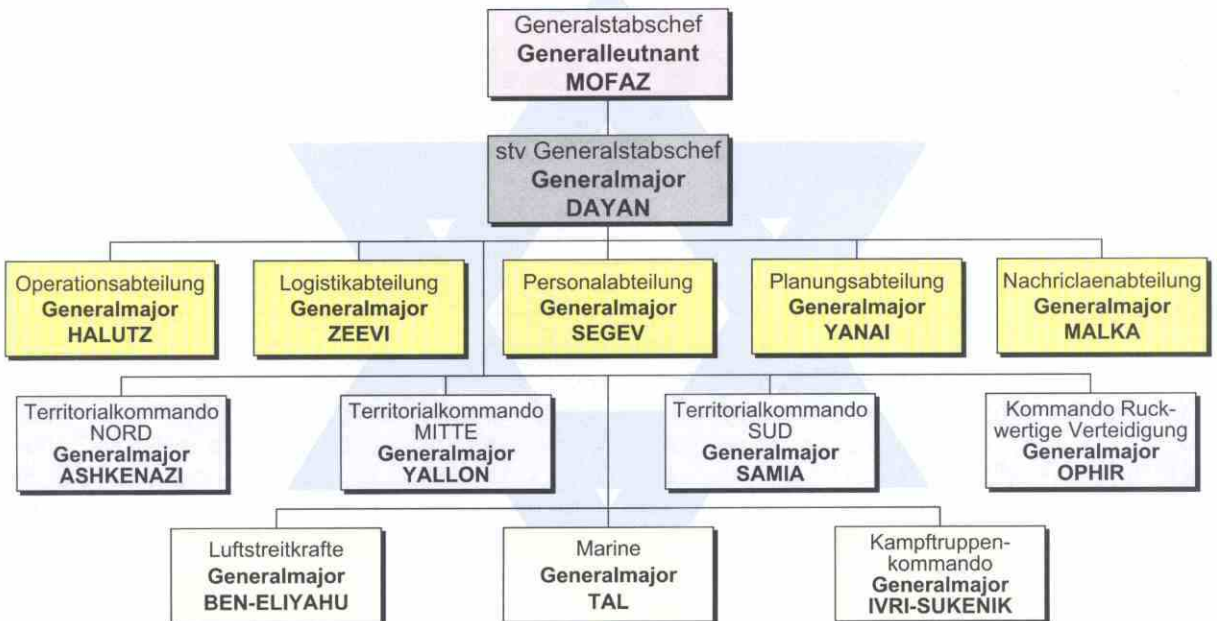 Generalstabschef
Generalleutnant
MOFAZ
stv Generalstabschef
Generalmajor
DAYAN
Operationsabteilung
Generalmajor
HALUTZ
Logistikabteilung
Generalmajor
ZEEVI
Personalabteilung
Generalmajor
SEGEV
Planungsabteilung
Generalmajor
YANAI
Nachriclaenabteilung
Generalmajor
MALKA
Territorialkommando
NORD
Generalmajor
ASHKENAZI
Territorialkommando
MITTE
Generalmajor
YALLON
Territorialkommando
SUD
Generalmajor
SAMIA
Kommando Ruck-
wertige Verteidigung
Generalmajor
OPHIR
Luftstreitkrafte
Generalmajor
BEN-ELIYAHU
Marine
Generalmajor
TAL
Kampftruppen-
kommando
Generalmajor
IVRI-SUKENIK